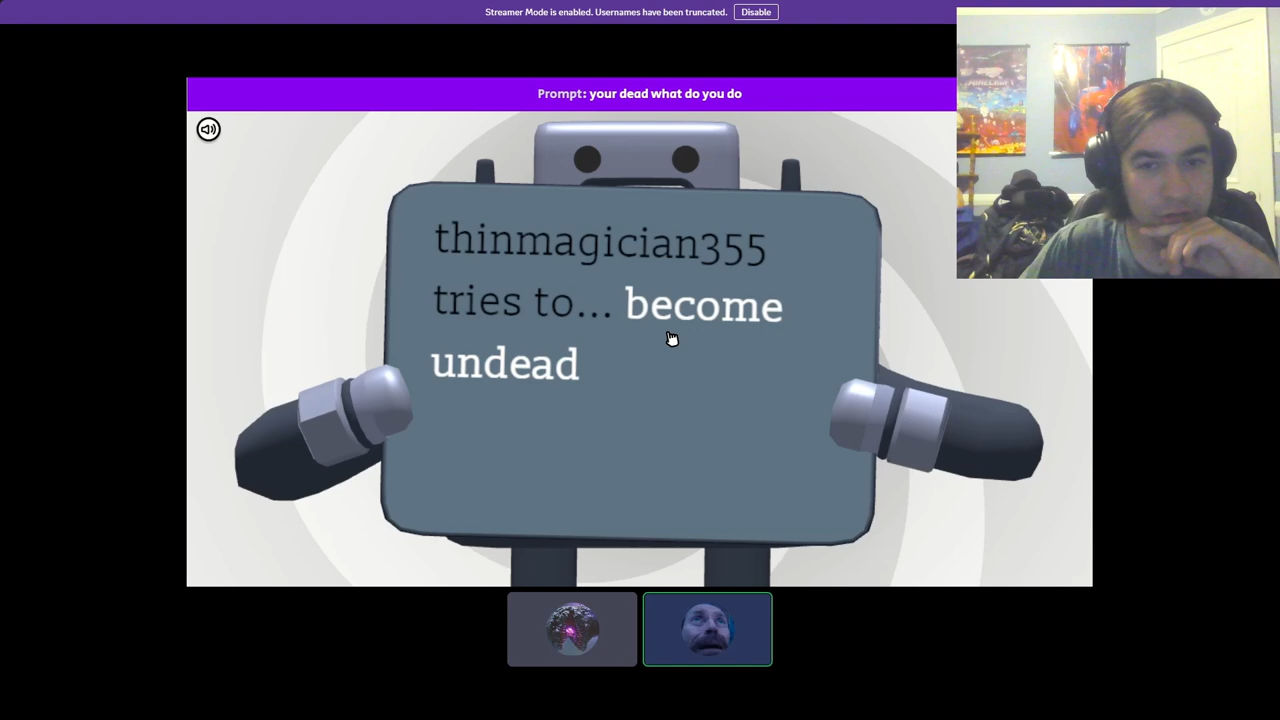 Streamer Mode is enabled. Usernames have been truncated. Disable
Prompt: your dead what do you do
MINECRAFT
thinmagician355
tries to... become
undead